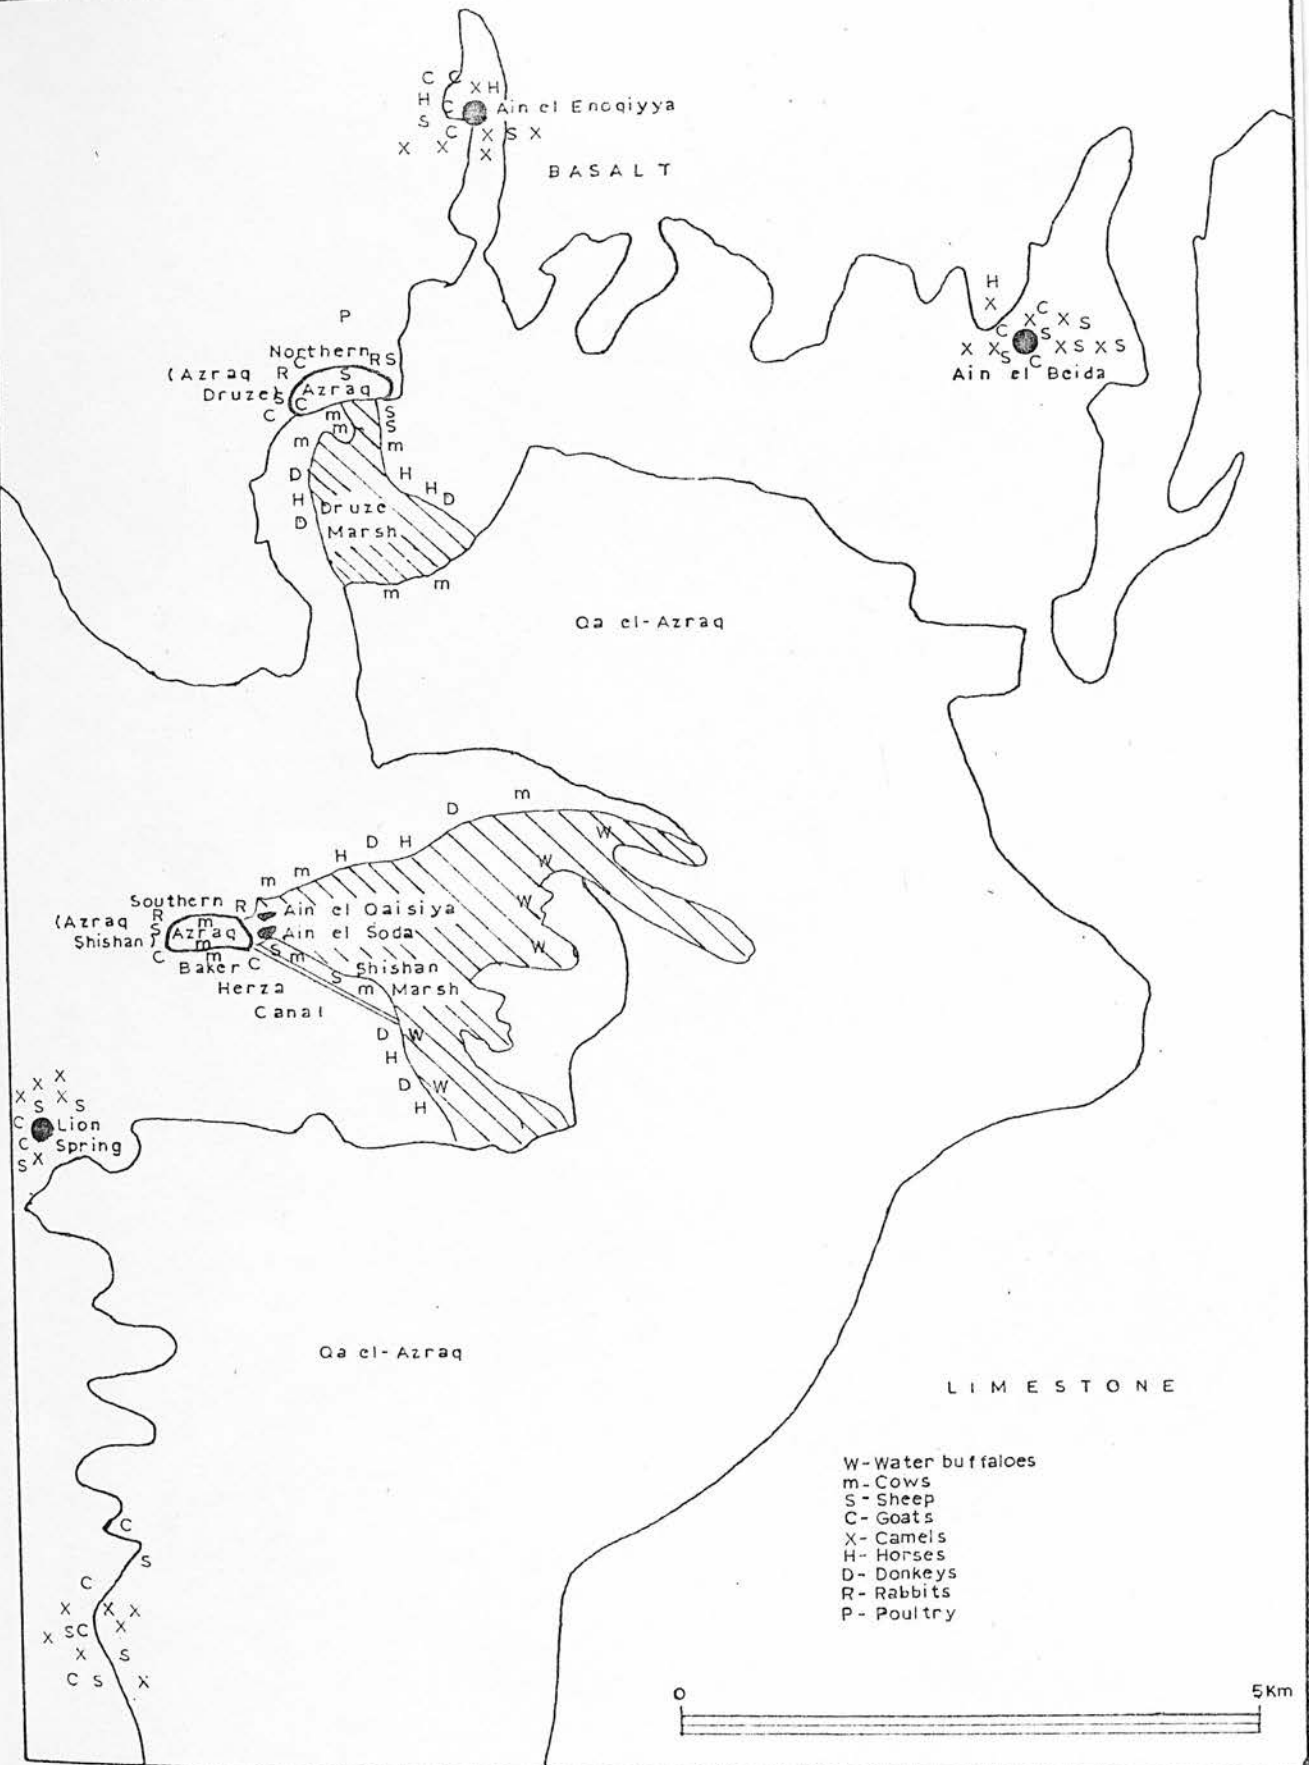 C C X H
H C Ain el Enoqiyya
S C X S X
X X X
BASALT
H
X
C
X X S
C S
X X S X S X S
C
Ain el Beida
P
Northern R S
C
(Azraq R S
Druze) S C Azraq
C m S
m S
m m
D H
H H D
D
Druze
Marsh
m
m
Qa el-Azraq
m
D
D H W
H
m W
m
Southern R Ain el Qaisiya W
R m
(Azraq S Azraq Ain el Soda
Shishan) m S m W
C m C
Baker S Shishan
Herza m Marsh
Canal
D W
H
D W
H
X X
X X
S S
C Lion
C Spring
S X
Qa el-Azraq
LIMESTONE
W-Water buffaloes
m-Cows
S-Sheep
C-Goats
X-Camels
H-Horses
D-Donkeys
R-Rabbits
P-Poultry
C
S
C
X X X
X S C X
X S
C S X
0 5Km